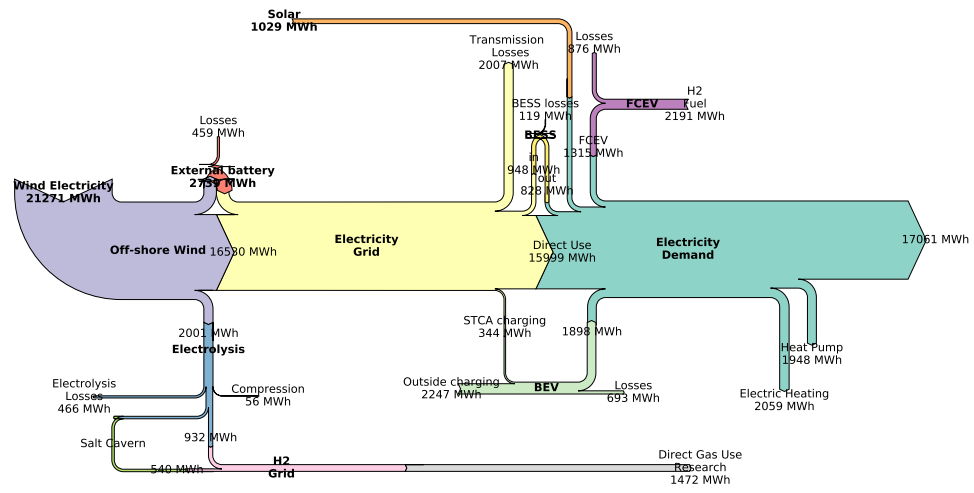 Solar
1029 MWh
Transmission
Losses
2007 MWh
Losses
876 MWh
H2
Fuel
2191 MWh
FCEV
BESS losses
119 MWh
BESS
FCEV
1315 MWh
in
948 MWh
out
828 MWh
Losses
459 MWh
External battery
2739 MWh
Wind Electricity
21271 MWh
Off-shore Wind
16530 MWh
Electricity
Grid
Direct Use
15999 MWh
Electricity
Demand
17061 MWh
2001 MWh
Electrolysis
STCA charging
344 MWh
1898 MWh
Heat Pump
1948 MWh
Electrolysis
Losses
466 MWh
Compression
56 MWh
Outside charging
2247 MWh
BEV
Losses
693 MWh
Electric Heating
2059 MWh
Salt Cavern
932 MWh
540 MWh
H2
Grid
Direct Gas Use
Research
1472 MWh